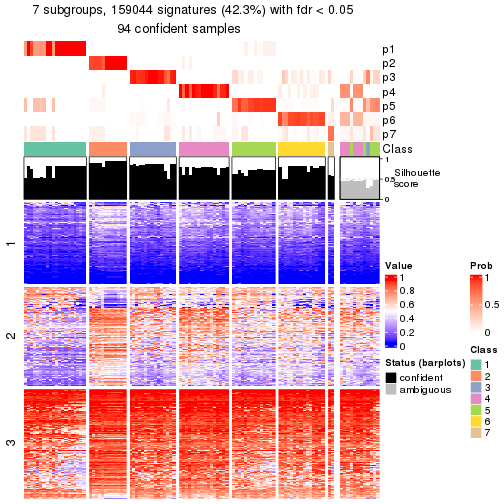 7 subgroups, 159044 signatures (42.3%) with fdr < 0.05
94 confident samples
p1
p2
p3
p4
p5
p6
p7
Class
1
0.5
0
Silhouette
score
1
2
3
Value
1
0.8
0.6
0.4
0.2
0
Prob
1
0.5
0
Status (barplots)
confident
ambiguous
Class
1
2
3
4
5
6
7